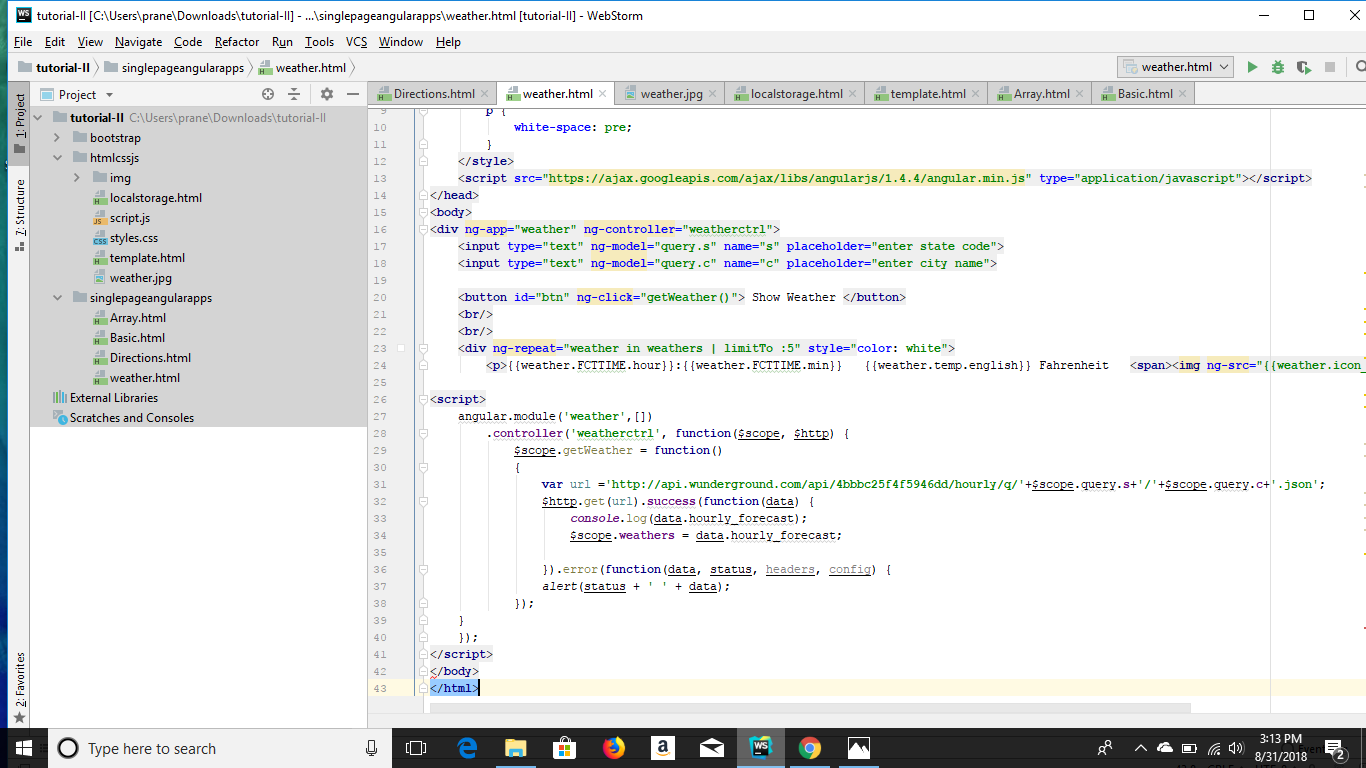 tutorial-II [C:\Users\prane\Downloads\tutorial-II] - ...\singlepageangularapps\weather.html [tutorial-II] - WebStorm
File Edit View Navigate Code Refactor Run Tools VCS Window Help
tutorial-II singlepageangularapps weather.html weather.html
Project Directions.html weather.html weather.jpg localstorage.html template.html Array.html Basic.html
1: Project
7: Structure
2: Favorites
tutorial-II C:\Users\prane\Downloads\tutorial-II
bootstrap
htmlcssjs
img
localstorage.html
script.js
styles.css
template.html
weather.jpg
singlepageangularapps
Array.html
Basic.html
Directions.html
weather.html
External Libraries
Scratches and Consoles
9 p {
10 white-space: pre;
11 }
12 </style>
13 <script src="https://ajax.googleapis.com/ajax/libs/angularjs/1.4.4/angular.min.js" type="application/javascript"></script>
14 </head>
15 <body>
16 <div ng-app="weather" ng-controller="weatherctrl">
17 <input type="text" ng-model="query.s" name="s" placeholder="enter state code">
18 <input type="text" ng-model="query.c" name="c" placeholder="enter city name">
19
20 <button id="btn" ng-click="getWeather()"> Show Weather </button>
21 <br/>
22 <br/>
23 <div ng-repeat="weather in weathers | limitTo :5" style="color: white">
24 <p>{{weather.FCTTIME.hour}}:{{weather.FCTTIME.min}} {{weather.temp.english}} Fahrenheit <span><img ng-src="{{weather.icon_
25
26 <script>
27 angular.module('weather',[])
28 .controller('weatherctrl', function($scope, $http) {
29 $scope.getWeather = function()
30 {
31 var url ='http://api.wunderground.com/api/4bbbc25f4f5946dd/hourly/q/'+$scope.query.s+'/'+$scope.query.c+'.json';
32 $http.get(url).success(function(data) {
33 console.log(data.hourly_forecast);
34 $scope.weathers = data.hourly_forecast;
35
36 }).error(function(data, status, headers, config) {
37 alert(status + ' ' + data);
38 });
39 }
40 });
41 </script>
42 </body>
43 </html>
Type here to search
WS
a
3:13 PM
8/31/2018
2